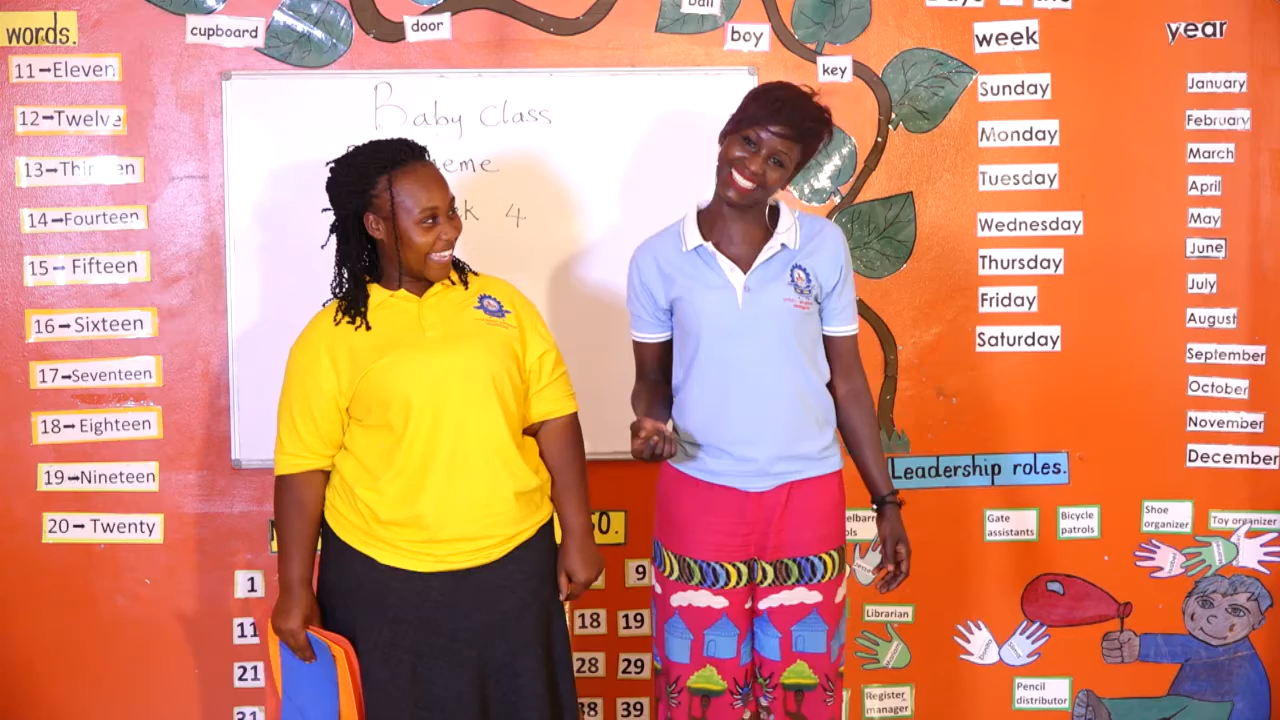 words.
11→Eleven
12→Twelve
13→Thirteen
14→Fourteen
15→Fifteen
16→Sixteen
17→Seventeen
18→Eighteen
19→Nineteen
20→Twenty
cupboard
door
ball
boy
key
Baby Class
4
week
Sunday
Monday
Tuesday
Wednesday
Thursday
Friday
Saturday
year
January
February
March
April
May
June
July
August
September
October
November
December
Leadership roles.
Gate
assistants
Bicycle
patrols
Shoe
organizer
Toy organizer
Librarian
Pencil
distributor
Register
manager
1
9
11
18
19
21
28
29
31
38
39